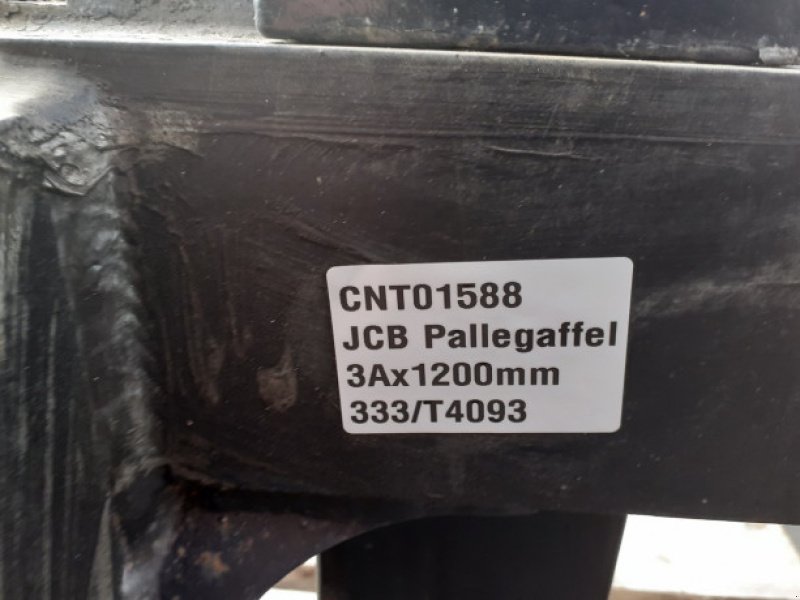 CNT01588
JCB Pallegaffel
3Ax1200mm
333/T4093